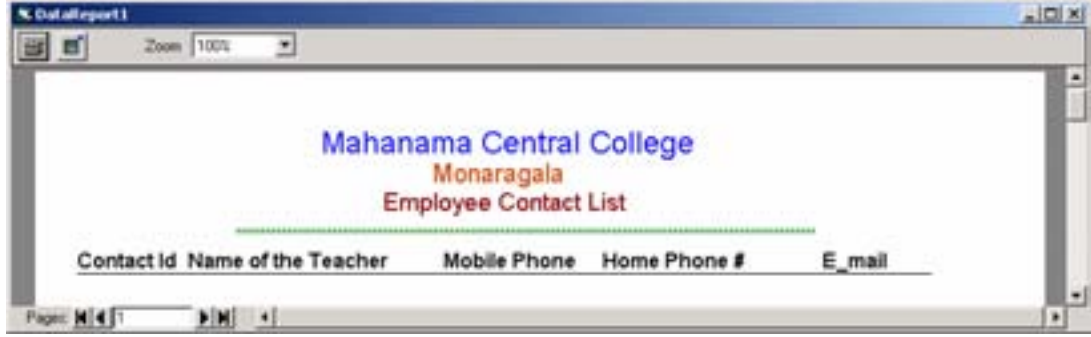 DataReport1
Zoom 100%
Mahanama Central College
Monaragala
Employee Contact List
Contact Id Name of the Teacher Mobile Phone Home Phone # E_mail
Pages: 1